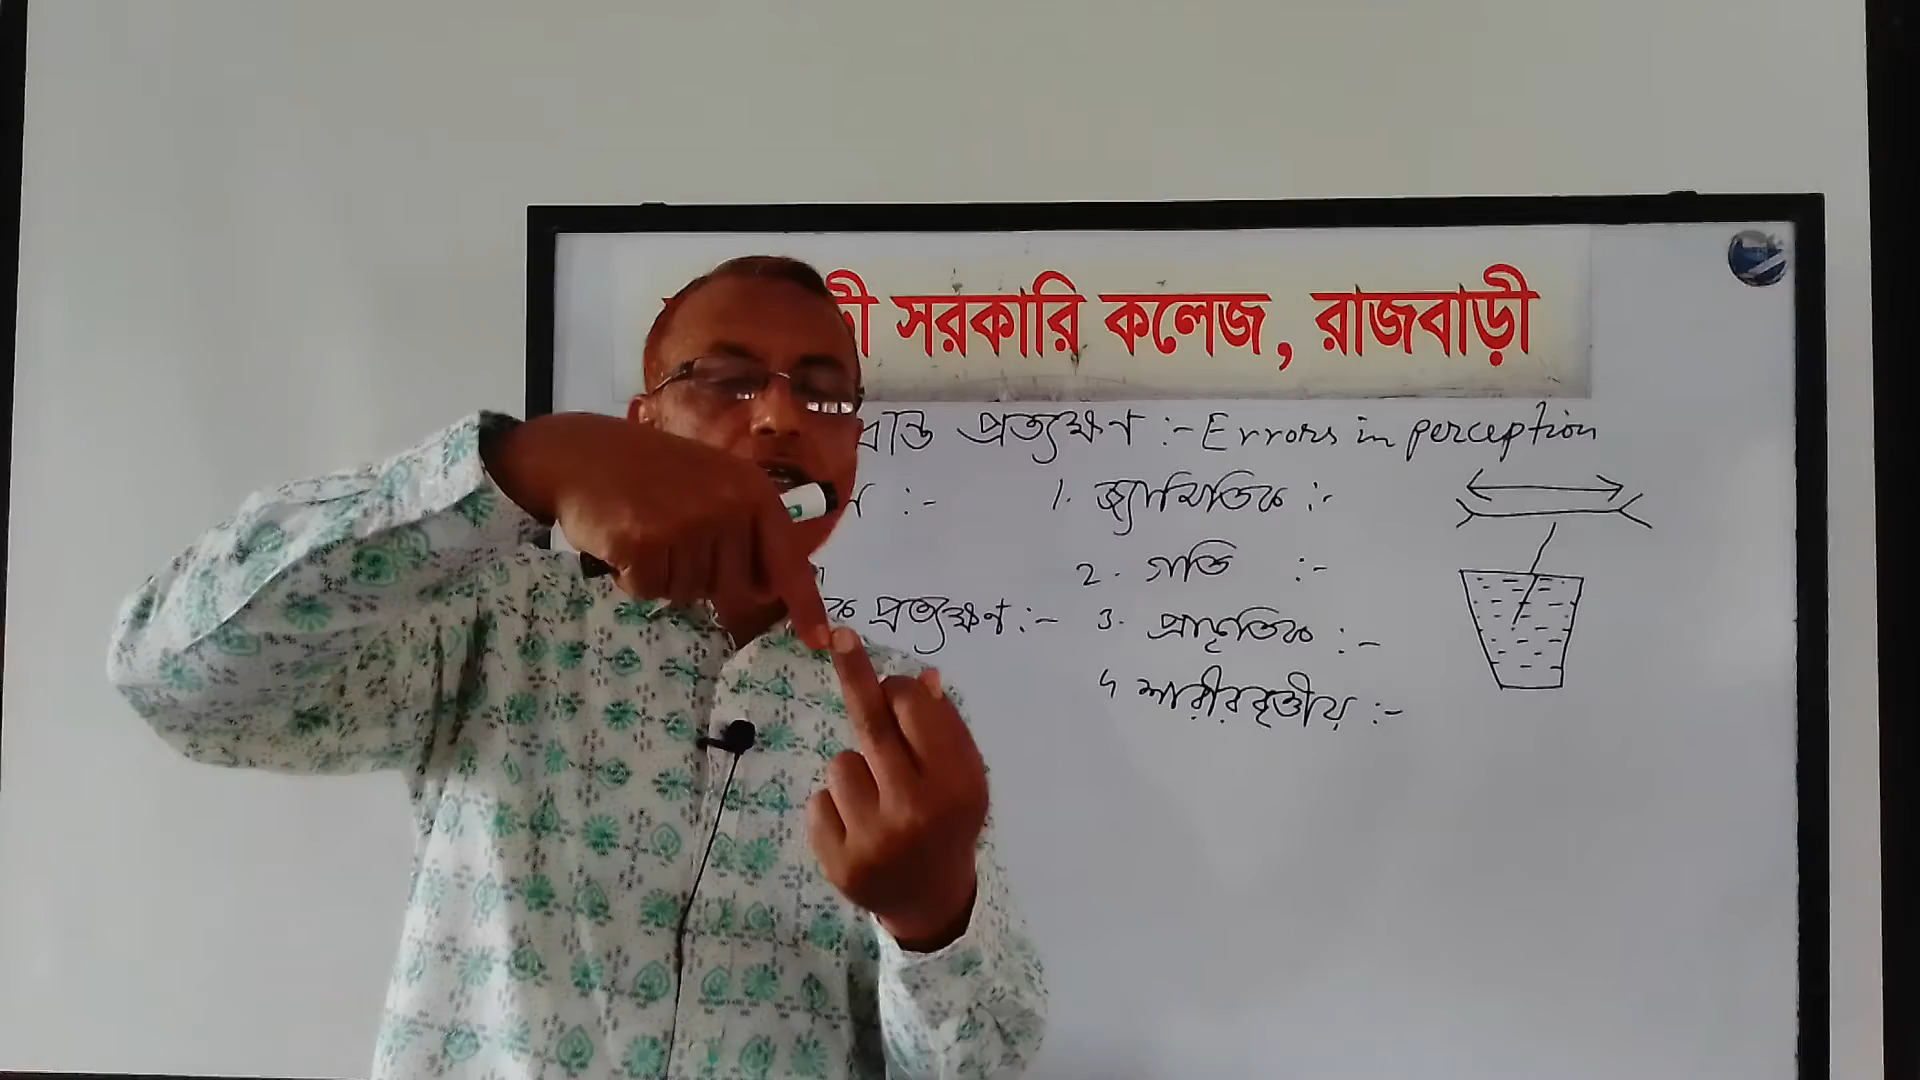 সরকারি কলেজ, রাজবাড়ী
প্রত্যক্ষণ :- Errors in perception
:-
1. জ্যামিতিক :-
2. গতি :-
প্রত্যক্ষণ :-
3. প্রাকৃতিক :-
4 শারীরবৃত্তীয় :-